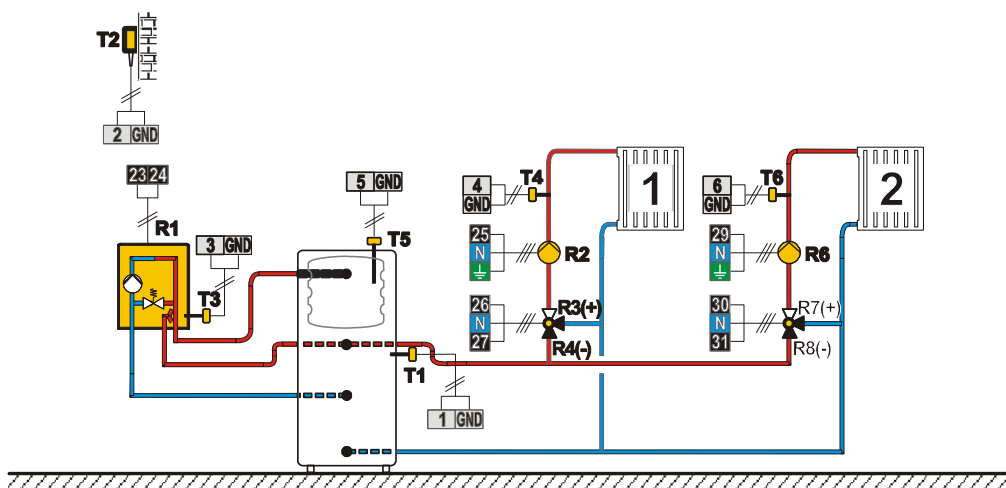 T2
2 GND
23 24
R1
3 GND
T3
5 GND
T5
T1
1 GND
4
GND
T4
25
N
R2
26
N
27
R3(+)
R4(-)
1
6
GND
T6
29
N
R6
30
N
31
R7(+)
R8(-)
2